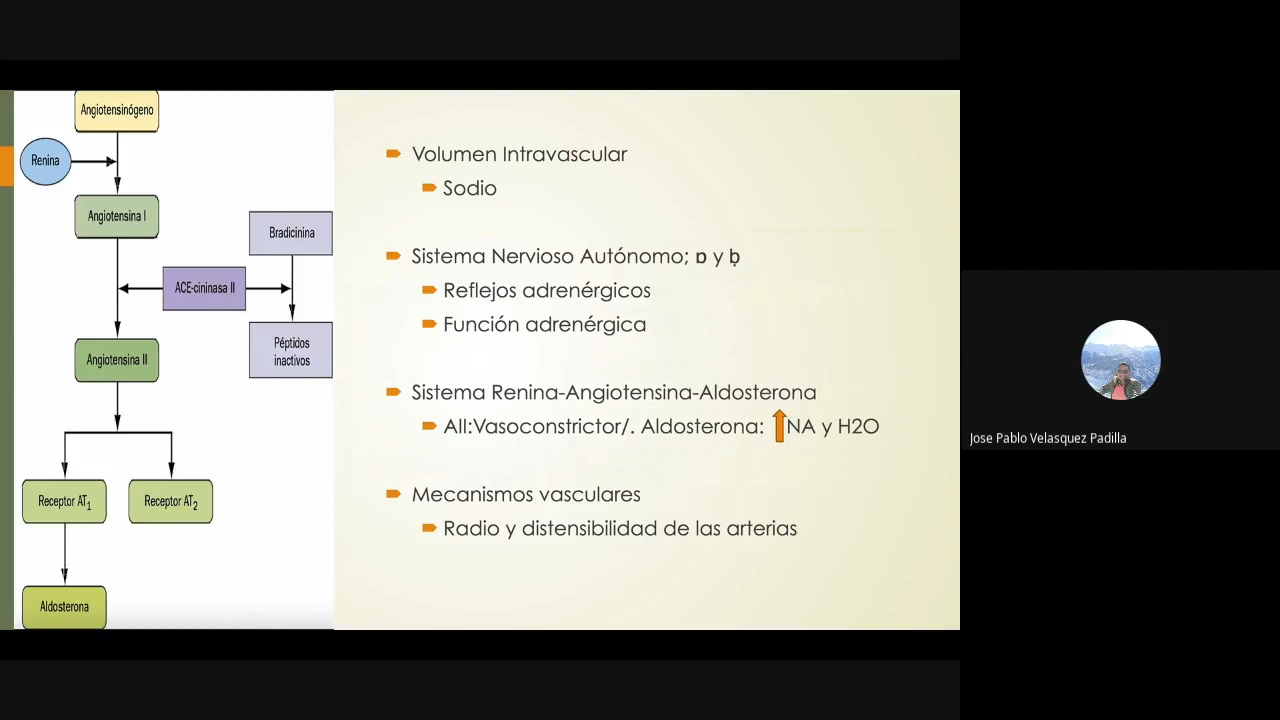 Angiotensinógeno
Renina
Angiotensina I
Bradicinina
ACE-cininasa II
Angiotensina II
Péptidos
inactivos
Receptor AT1
Receptor AT2
Aldosterona
Volumen Intravascular
Sodio
Sistema Nervioso Autónomo; ɒ y ḅ
Reflejos adrenérgicos
Función adrenérgica
Sistema Renina-Angiotensina-Aldosterona
AII:Vasoconstrictor/. Aldosterona: NA y H2O
Mecanismos vasculares
Radio y distensibilidad de las arterias
Jose Pablo Velasquez Padilla